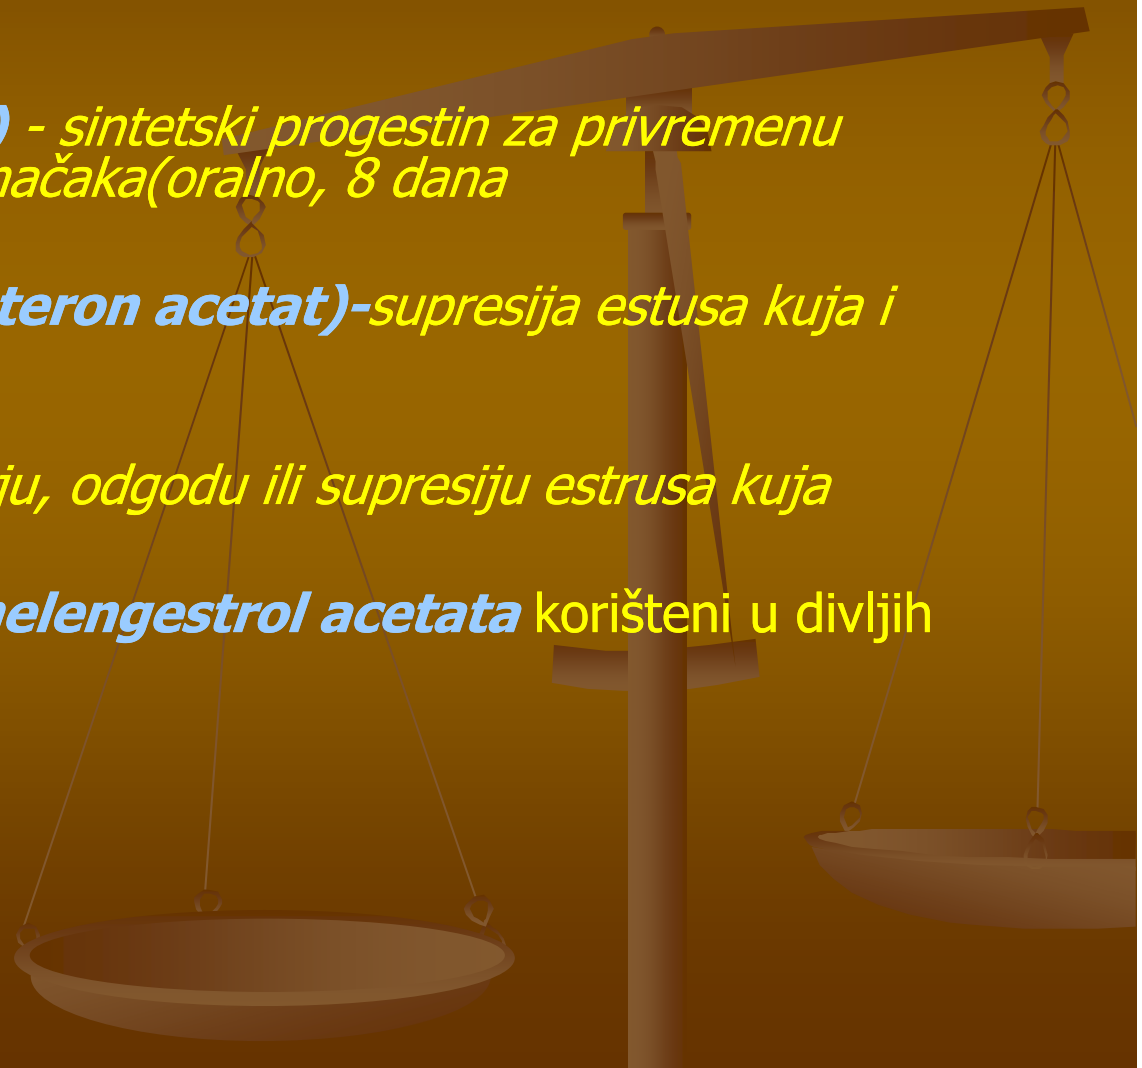 ) - sintetski progestin za privremenu
mačaka(oralno, 8 dana
teron acetat)-supresija estusa kuja i
ju, odgodu ili supresiju estrusa kuja
melengestrol acetata korišteni u divljih